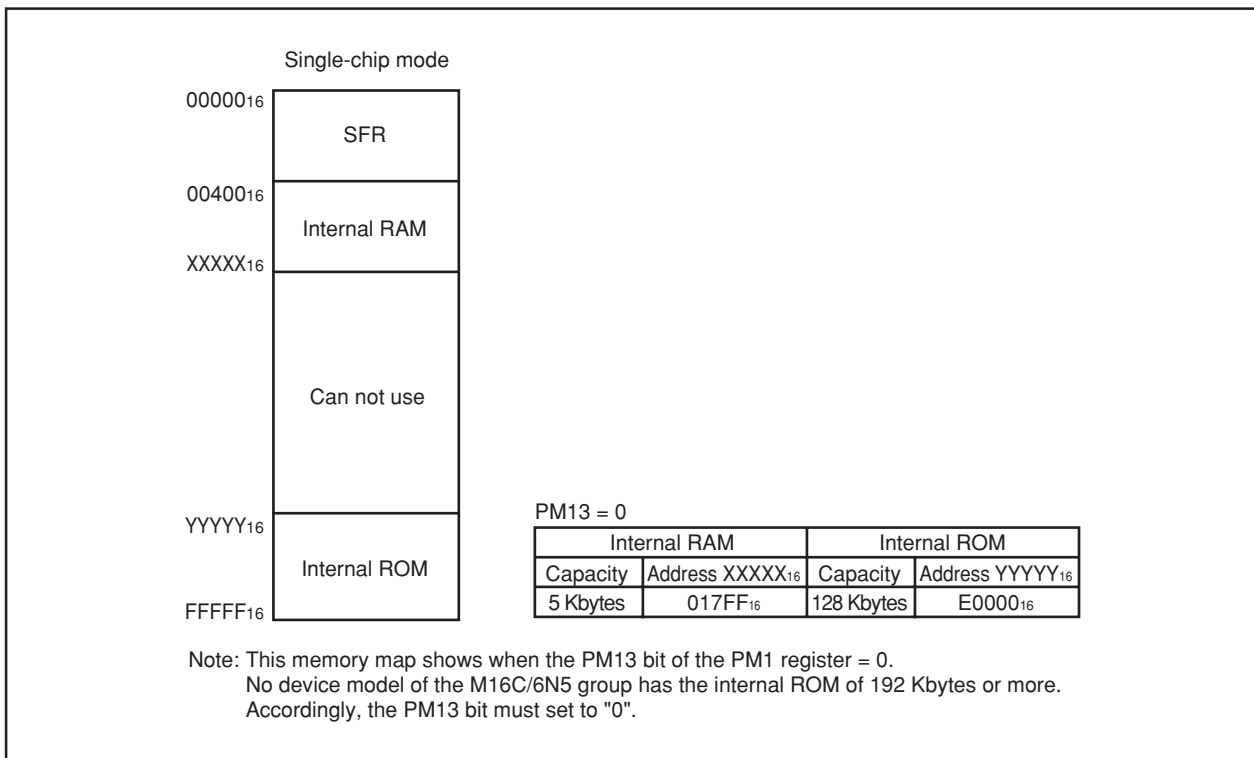 Single-chip mode
0000016
SFR
0040016
Internal RAM
XXXXX16
Can not use
YYYYY16
Internal ROM
FFFFF16
PM13 = 0
Internal RAM Internal ROM
Capacity Address XXXXX16 Capacity Address YYYYY16
5 Kbytes 017FF16 128 Kbytes E000016
Note: This memory map shows when the PM13 bit of the PM1 register = 0.
No device model of the M16C/6N5 group has the internal ROM of 192 Kbytes or more.
Accordingly, the PM13 bit must set to "0".